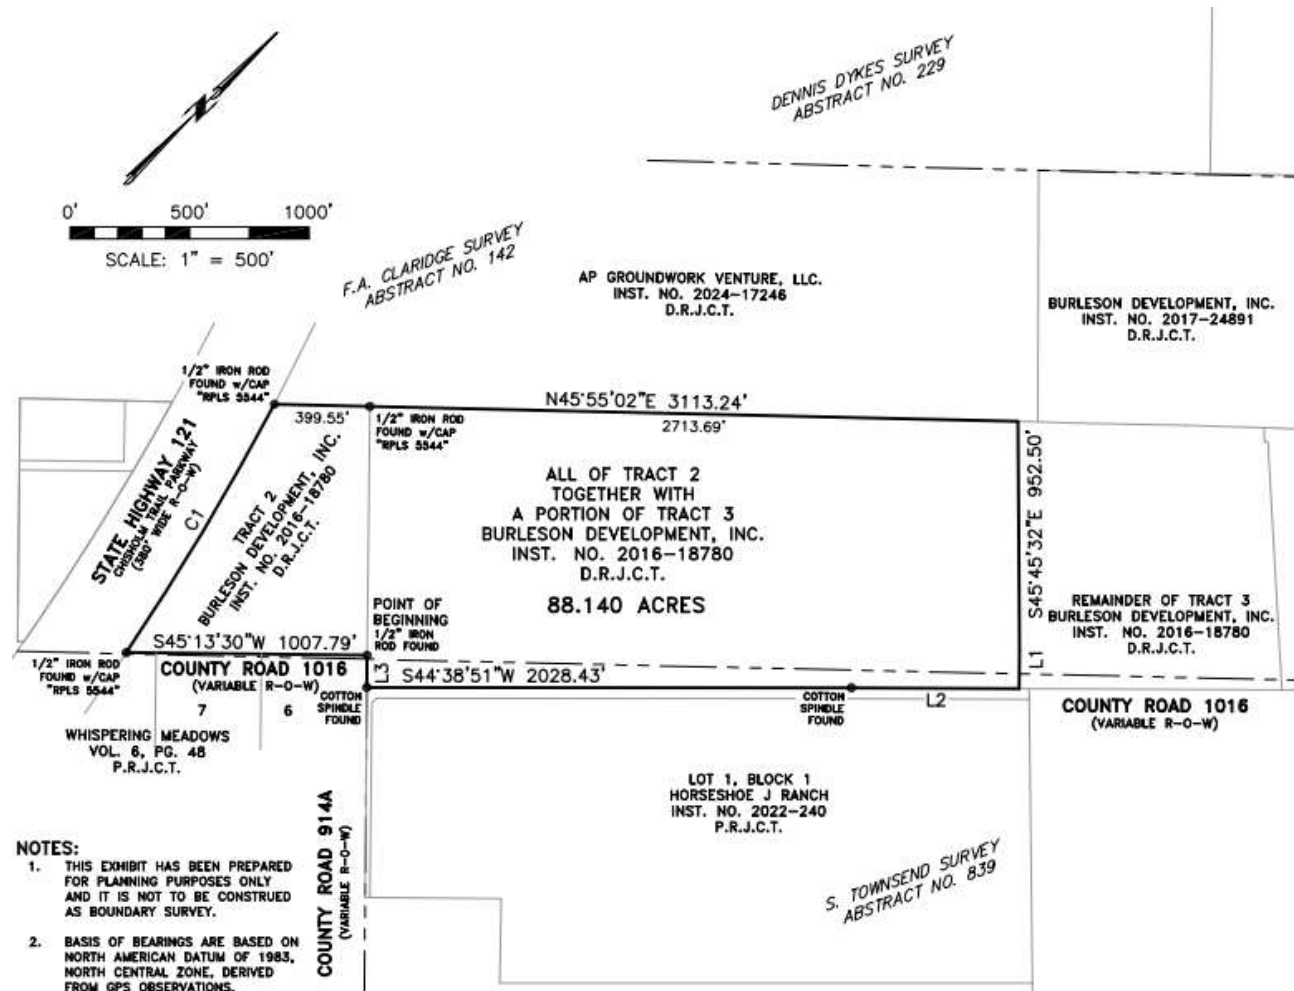 DENNIS DYKES SURVEY
ABSTRACT NO. 229
0' 500' 1000'
SCALE: 1" = 500'
F.A. CLARIDGE SURVEY
ABSTRACT NO. 142
AP GROUNDWORK VENTURE, LLC.
INST. NO. 2024-17246
D.R.J.C.T.
BURLESON DEVELOPMENT, INC.
INST. NO. 2017-24891
D.R.J.C.T.
1/2" IRON ROD
FOUND w/CAP
"RPLS 5544"
N45°55'02"E 3113.24'
399.55'
2713.69'
1/2" IRON ROD
FOUND w/CAP
"RPLS 5544"
STATE HIGHWAY 121
CHISHOLM TRAIL PARKWAY
(380' WIDE R-O-W)
C1
TRACT 2
BURLESON DEVELOPMENT, INC.
INST. NO. 2016-18780
D.R.J.C.T.
ALL OF TRACT 2
TOGETHER WITH
A PORTION OF TRACT 3
BURLESON DEVELOPMENT, INC.
INST. NO. 2016-18780
D.R.J.C.T.
88.140 ACRES
S45°45'32"E 952.50'
L1
REMAINDER OF TRACT 3
BURLESON DEVELOPMENT, INC.
INST. NO. 2016-18780
D.R.J.C.T.
POINT OF
BEGINNING
1/2" IRON
ROD FOUND
S45°13'30"W 1007.79'
1/2" IRON ROD
FOUND w/CAP
"RPLS 5544"
COUNTY ROAD 1016
(VARIABLE R-O-W)
7 6
L3
S44°38'51"W 2028.43'
COTTON
SPINDLE
FOUND
COTTON
SPINDLE
FOUND
L2
COUNTY ROAD 1016
(VARIABLE R-O-W)
WHISPERING MEADOWS
VOL. 6, PG. 48
P.R.J.C.T.
LOT 1, BLOCK 1
HORSESHOE J RANCH
INST. NO. 2022-240
P.R.J.C.T.
S. TOWNSEND SURVEY
ABSTRACT NO. 839
COUNTY ROAD 914A
(VARIABLE R-O-W)
NOTES:
1. THIS EXHIBIT HAS BEEN PREPARED
FOR PLANNING PURPOSES ONLY
AND IT IS NOT TO BE CONSTRUED
AS BOUNDARY SURVEY.
2. BASIS OF BEARINGS ARE BASED ON
NORTH AMERICAN DATUM OF 1983,
NORTH CENTRAL ZONE, DERIVED
FROM GPS OBSERVATIONS.